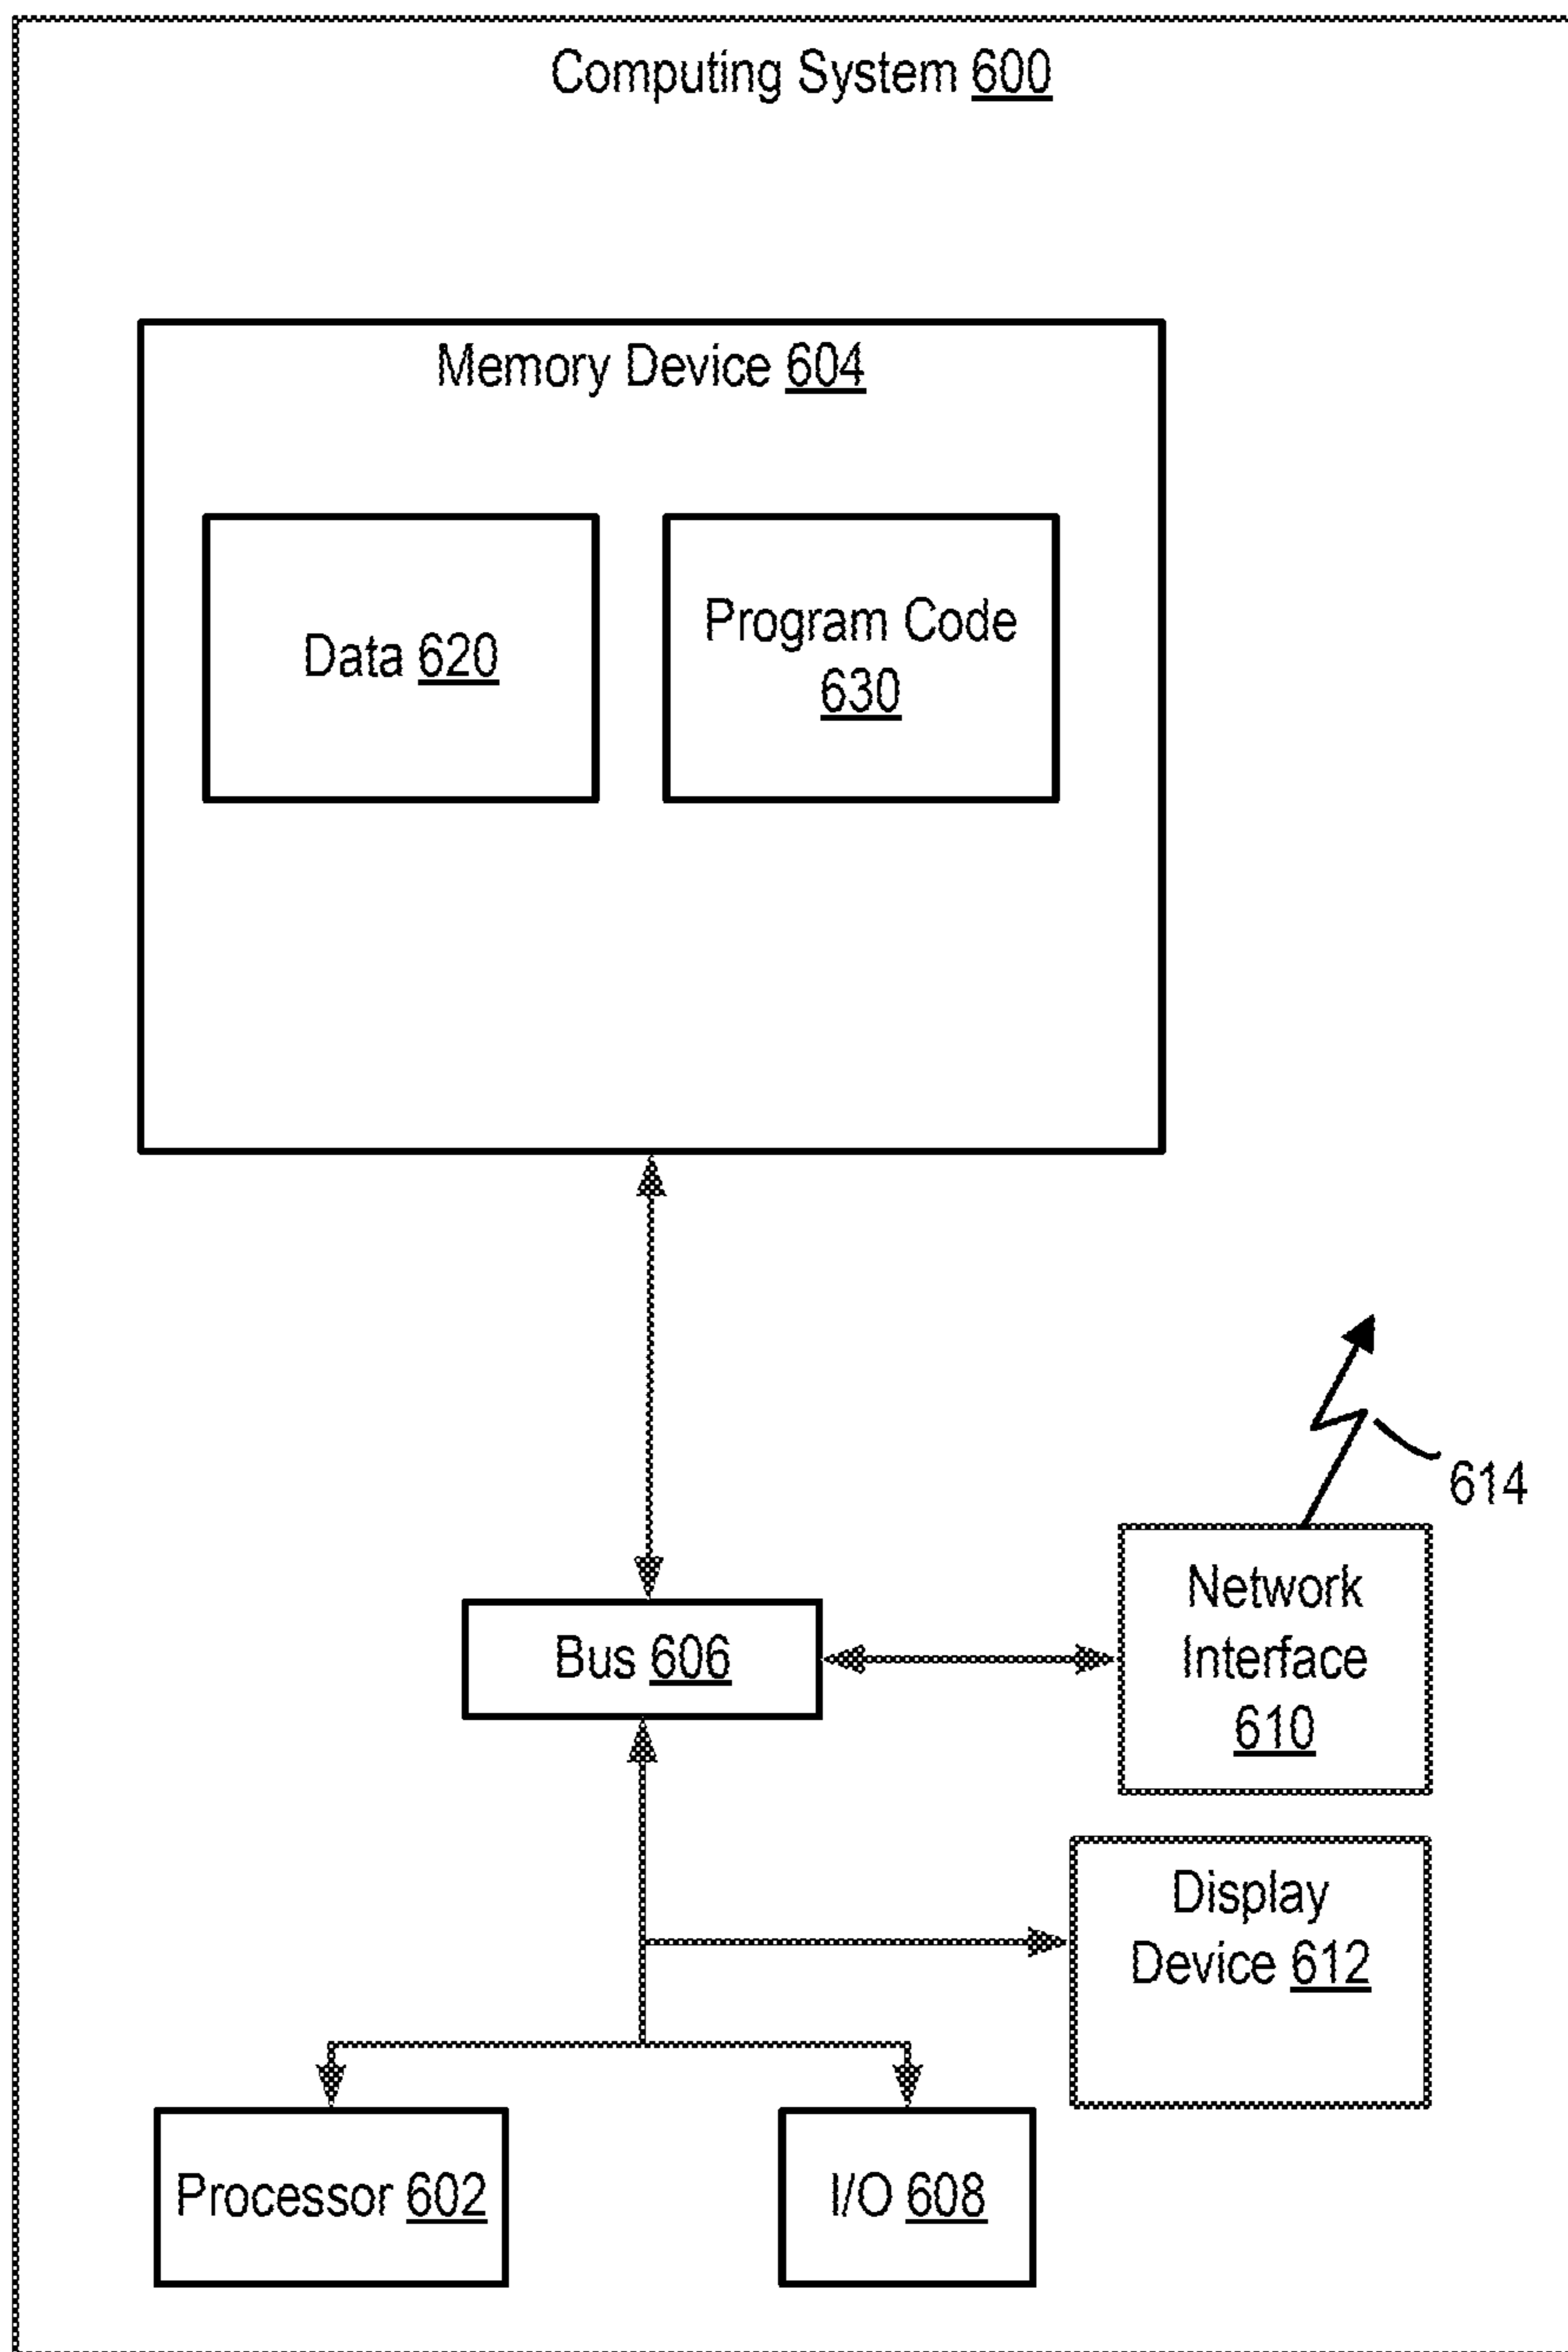 Computing System 600
Memory Device 604
Data 620
Program Code
630
614
Network
Interface
610
Bus 606
Display
Device 612
Processor 602
I/O 608